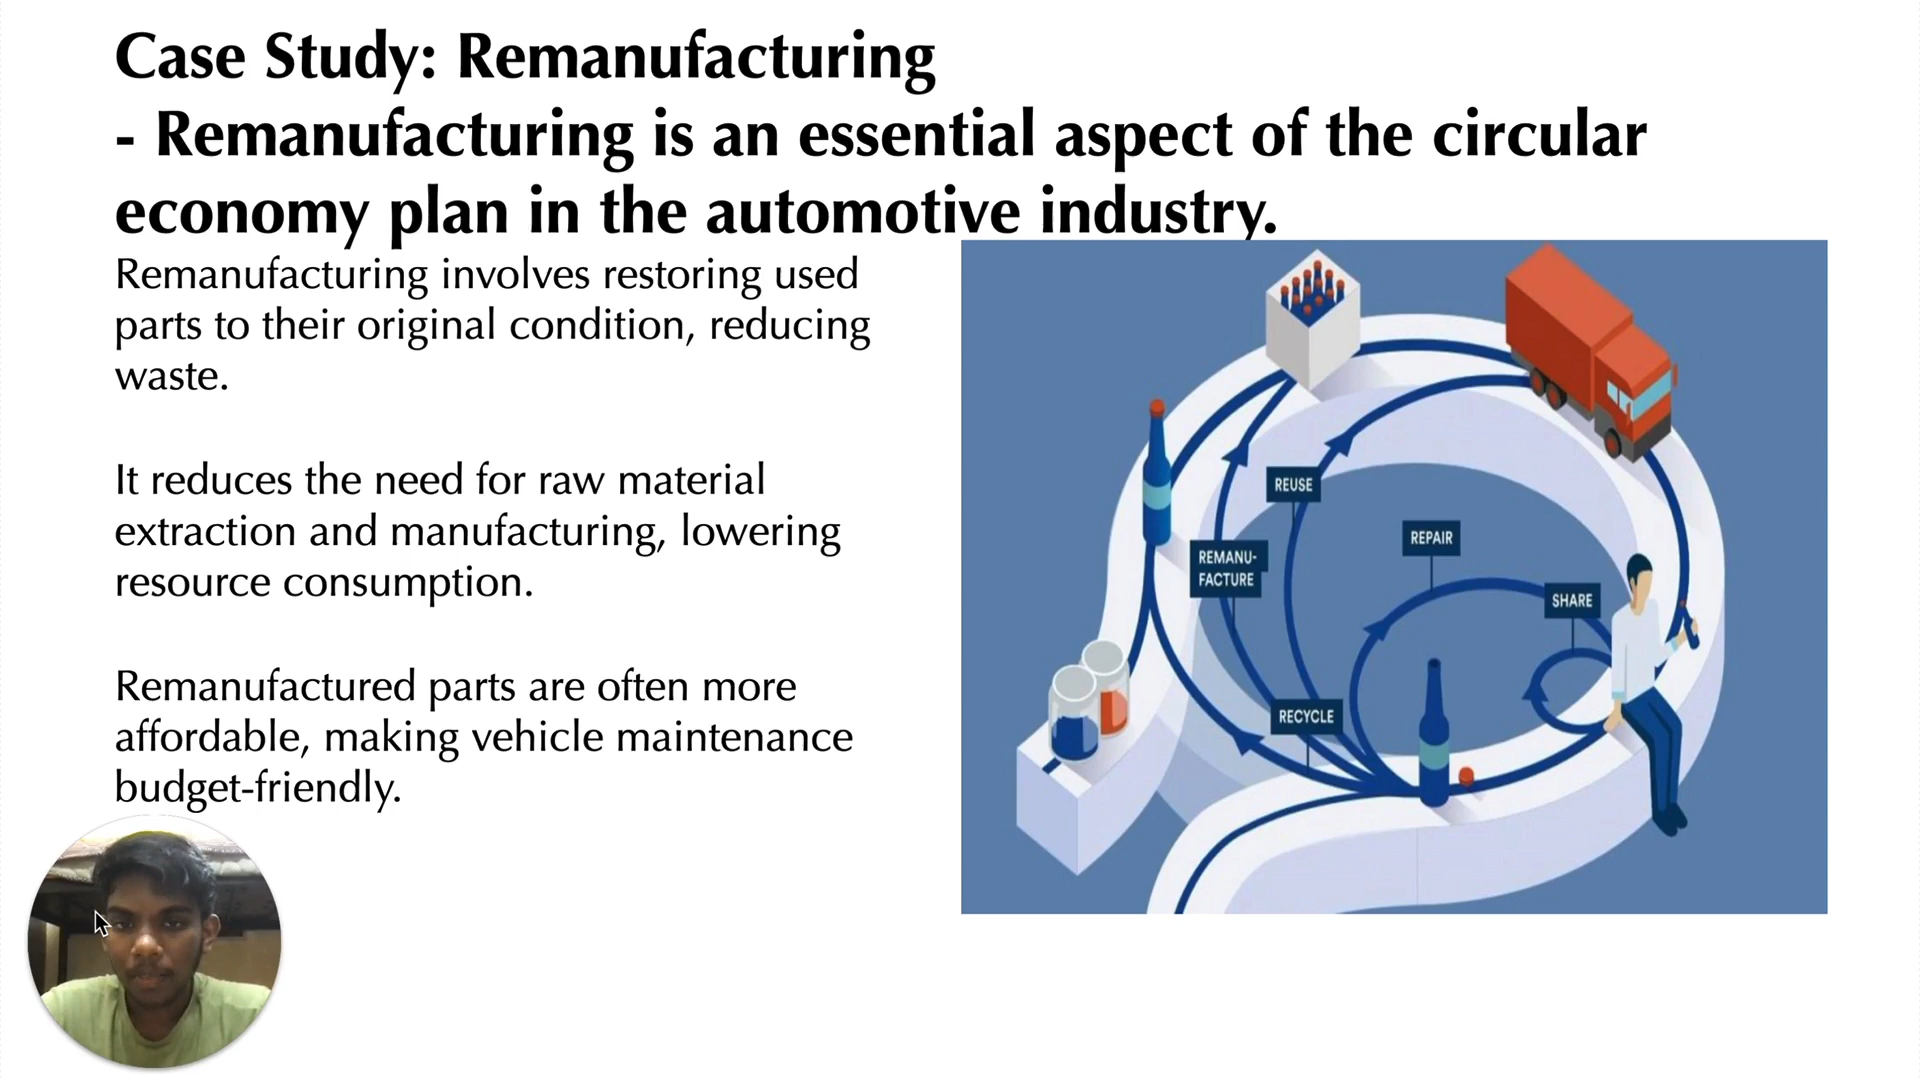 Case Study: Remanufacturing
- Remanufacturing is an essential aspect of the circular
economy plan in the automotive industry.
Remanufacturing involves restoring used
parts to their original condition, reducing
waste.
It reduces the need for raw material
extraction and manufacturing, lowering
resource consumption.
Remanufactured parts are often more
affordable, making vehicle maintenance
budget-friendly.
REUSE
REPAIR
REMANU-
FACTURE
SHARE
RECYCLE